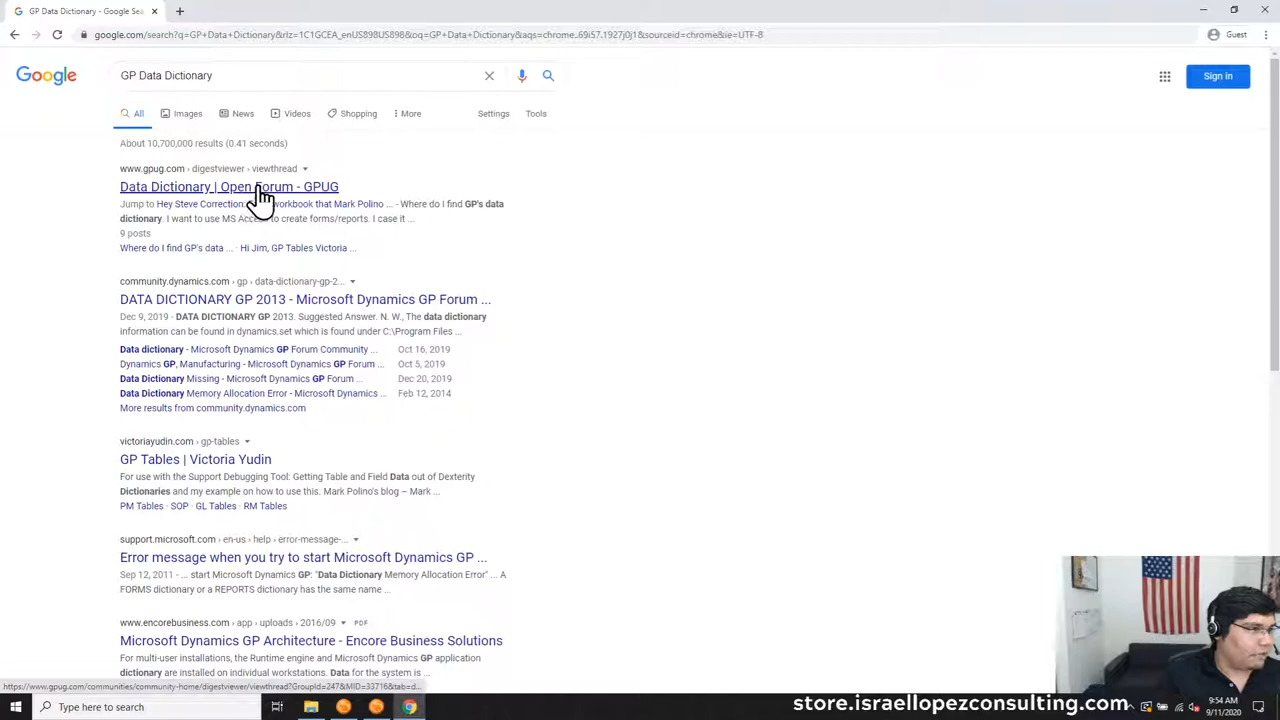 GP Data Dictionary - Google Sear
google.com/search?q=GP+Data+Dictionary&rlz=1C1GCEA_enUS898US898&oq=GP+Data+Dictionary&aqs=chrome..69i57.1927j0j1&sourceid=chrome&ie=UTF-8
Guest
Google
GP Data Dictionary
Sign in
All Images News Videos Shopping More Settings Tools
About 10,700,000 results (0.41 seconds)
www.gpug.com › digestviewer › viewthread
Data Dictionary | Open Forum - GPUG
Jump to Hey Steve Correction: workbook that Mark Polino ... - Where do I find GP's data
dictionary. I want to use MS Access to create forms/reports. I case it ...
9 posts
Where do I find GP's data ... · Hi Jim, GP Tables Victoria ...
community.dynamics.com › gp › data-dictionary-gp-2...
DATA DICTIONARY GP 2013 - Microsoft Dynamics GP Forum ...
Dec 9, 2019 - DATA DICTIONARY GP 2013. Suggested Answer. N. W., The data dictionary
information can be found in dynamics.set which is found under C:\Program Files ...
Data dictionary - Microsoft Dynamics GP Forum Community ... Oct 16, 2019
Dynamics GP, Manufacturing - Microsoft Dynamics GP Forum ... Oct 5, 2019
Data Dictionary Missing - Microsoft Dynamics GP Forum ... Dec 20, 2019
Data Dictionary Memory Allocation Error - Microsoft Dynamics ... Feb 12, 2014
More results from community.dynamics.com
victoriayudin.com › gp-tables
GP Tables | Victoria Yudin
For use with the Support Debugging Tool: Getting Table and Field Data out of Dexterity
Dictionaries and my example on how to use this. Mark Polino's blog – Mark ...
PM Tables · SOP · GL Tables · RM Tables
support.microsoft.com › en-us › help › error-message-...
Error message when you try to start Microsoft Dynamics GP ...
Sep 12, 2011 - ... start Microsoft Dynamics GP: "Data Dictionary Memory Allocation Error" ... A
FORMS dictionary or a REPORTS dictionary has the same name ...
www.encorebusiness.com › app › uploads › 2016/09 PDF
Microsoft Dynamics GP Architecture - Encore Business Solutions
For multi-user installations, the Runtime engine and Microsoft Dynamics GP application
dictionary are installed on individual workstations. Data for the system is ...
https://www.gpug.com/communities/community-home/digestviewer/viewthread?GroupId=247&MID=33716&tab=d...
Type here to search
store.israellopezconsulting.com
9:54 AM
9/11/2020